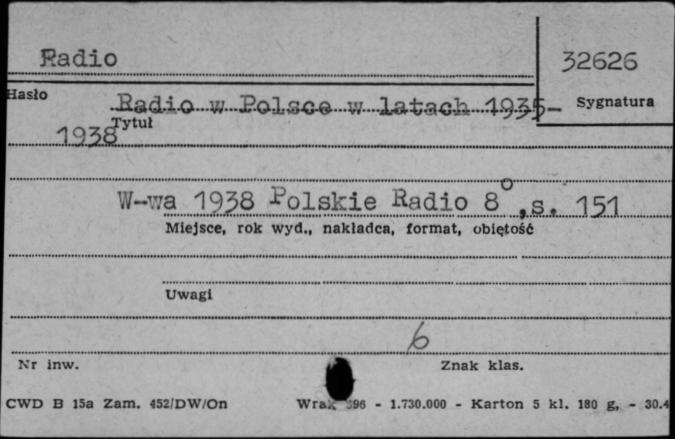 Radio
32626
Hasło
Radio w Polsce w latach 1935-
Sygnatura
1938
Tytuł
W-wa 1938 Polskie Radio 8°, s. 151
Miejsce, rok wyd., nakładca, format, objętość
Uwagi
6
Nr inw.
Znak klas.
CWD B 15a Zam. 452/DW/On
396 - 1.730.000 - Karton 5 kl. 180 g, - 30.4